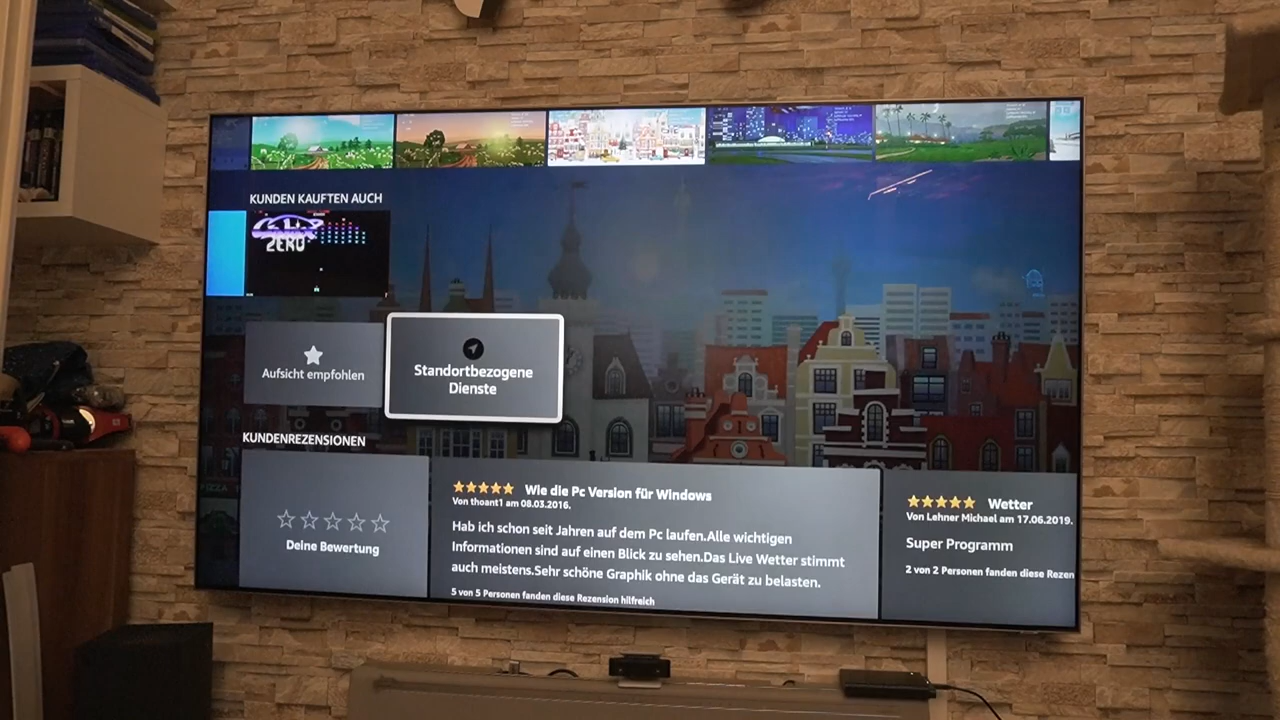 KUNDEN KAUFTEN AUCH
ZERO
Aufsicht empfohlen
Standortbezogene
Dienste
KUNDENREZENSIONEN
PIZZA
Deine Bewertung
Wie die Pc Version für Windows
Von thoant1 am 08.03.2016.
Hab ich schon seit Jahren auf dem Pc laufen.Alle wichtigen
Informationen sind auf einen Blick zu sehen.Das Live Wetter stimmt
auch meistens.Sehr schöne Graphik ohne das Gerät zu belasten.
5 von 5 Personen fanden diese Rezension hilfreich
Wetter
Von Lehner Michael am 17.06.2019.
Super Programm
2 von 2 Personen fanden diese Rezen